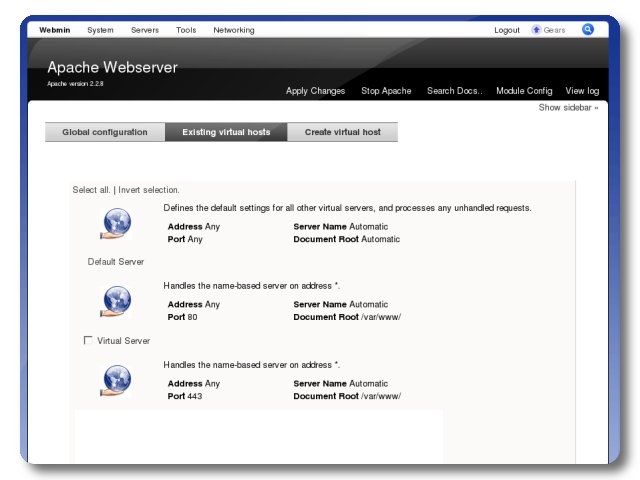 Webmin System Servers Tools Networking Logout Gears
Apache Webserver
Apache version 2.2.8
Apply Changes Stop Apache Search Docs.. Module Config View log
Show sidebar »
Global configuration Existing virtual hosts Create virtual host
Select all. | Invert selection.
Defines the default settings for all other virtual servers, and processes any unhandled requests.
Address Any Server Name Automatic
Port Any Document Root Automatic
Default Server
Handles the name-based server on address *.
Address Any Server Name Automatic
Port 80 Document Root /var/www/
Virtual Server
Handles the name-based server on address *.
Address Any Server Name Automatic
Port 443 Document Root /var/www/